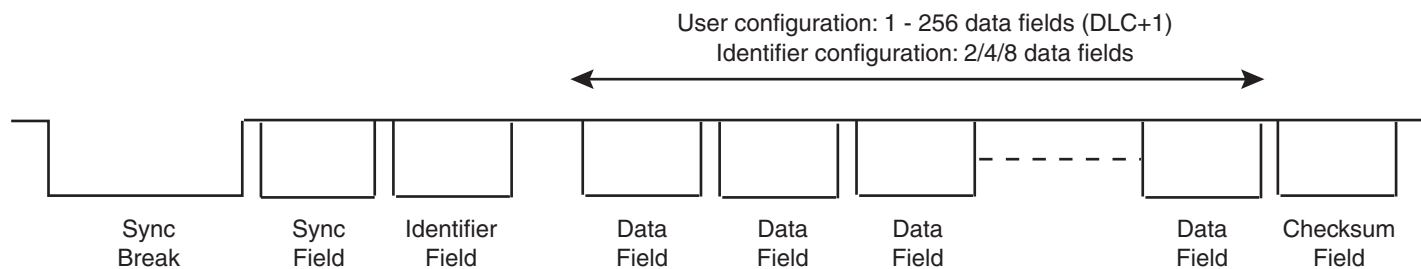 User configuration: 1 - 256 data fields (DLC+1)
Identifier configuration: 2/4/8 data fields
Sync
Break
Sync
Field
Identifier
Field
Data
Field
Data
Field
Data
Field
Data
Field
Checksum
Field